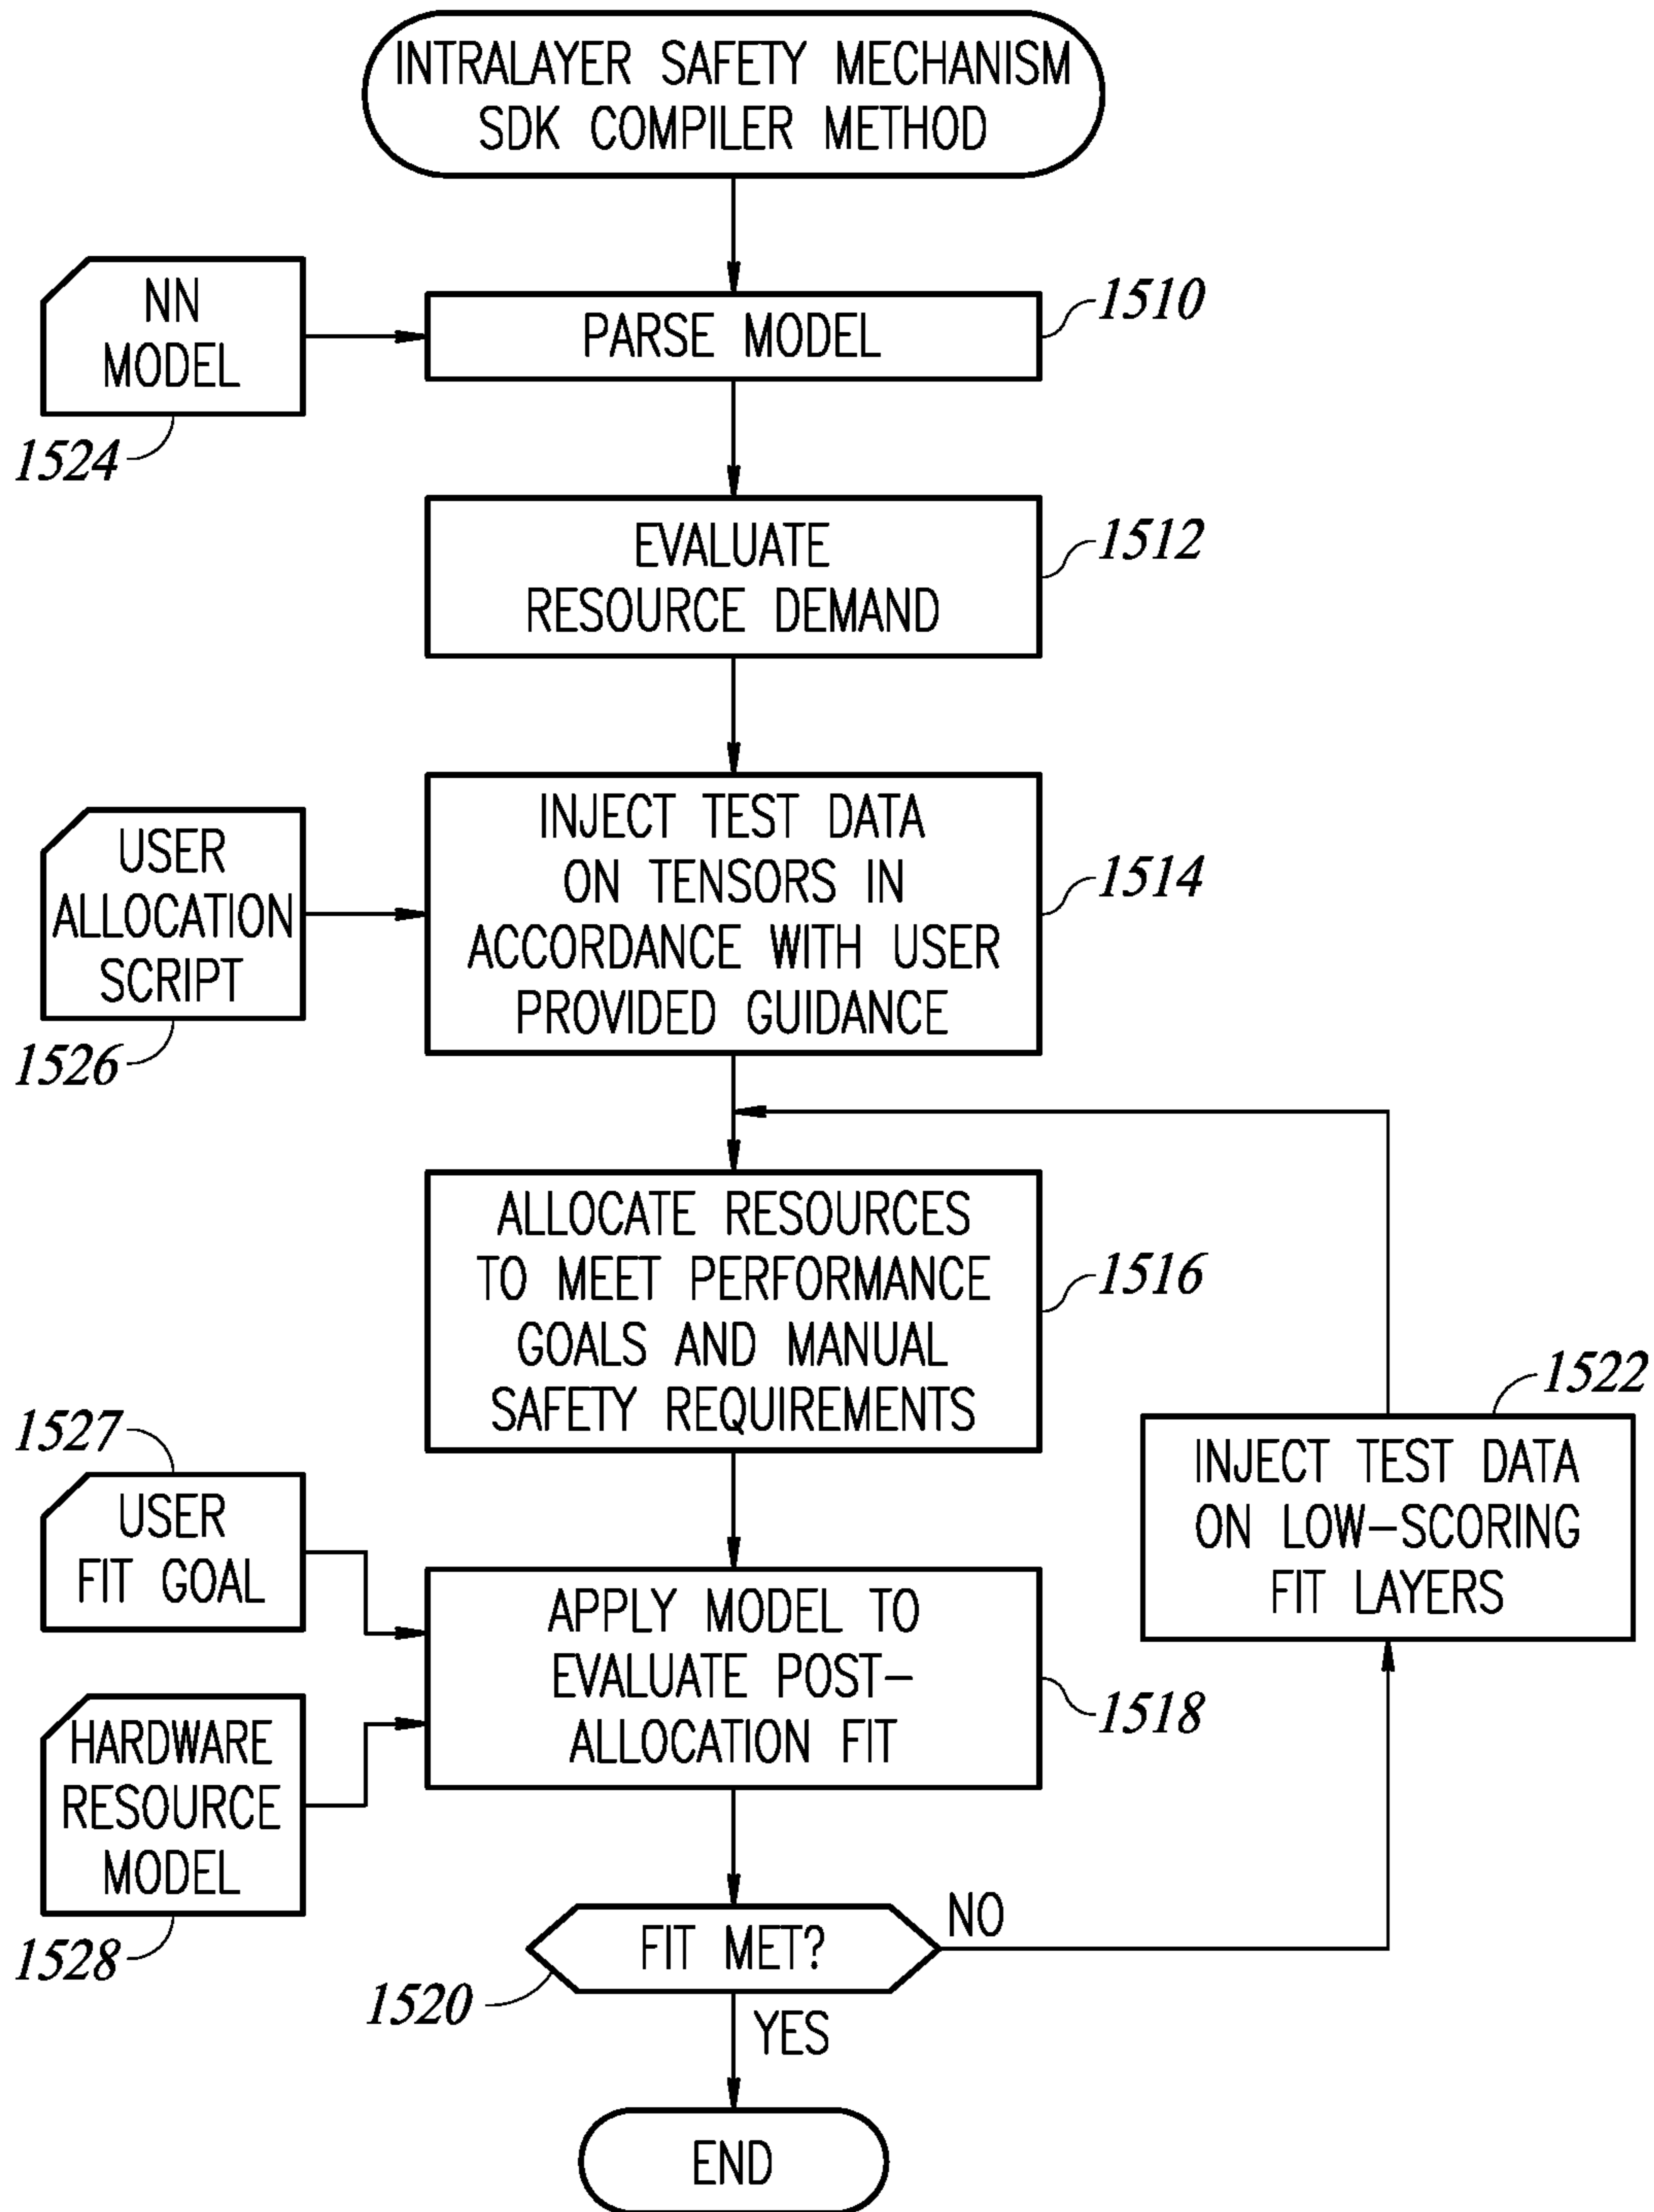 INTRALAYER SAFETY MECHANISM
SDK COMPILER METHOD
NN
MODEL
1524
PARSE MODEL
1510
EVALUATE
RESOURCE DEMAND
1512
USER
ALLOCATION
SCRIPT
1526
INJECT TEST DATA
ON TENSORS IN
ACCORDANCE WITH USER
PROVIDED GUIDANCE
1514
ALLOCATE RESOURCES
TO MEET PERFORMANCE
GOALS AND MANUAL
SAFETY REQUIREMENTS
1516
1522
INJECT TEST DATA
ON LOW-SCORING
FIT LAYERS
1527
USER
FIT GOAL
HARDWARE
RESOURCE
MODEL
1528
APPLY MODEL TO
EVALUATE POST-
ALLOCATION FIT
1518
FIT MET?
NO
1520
YES
END